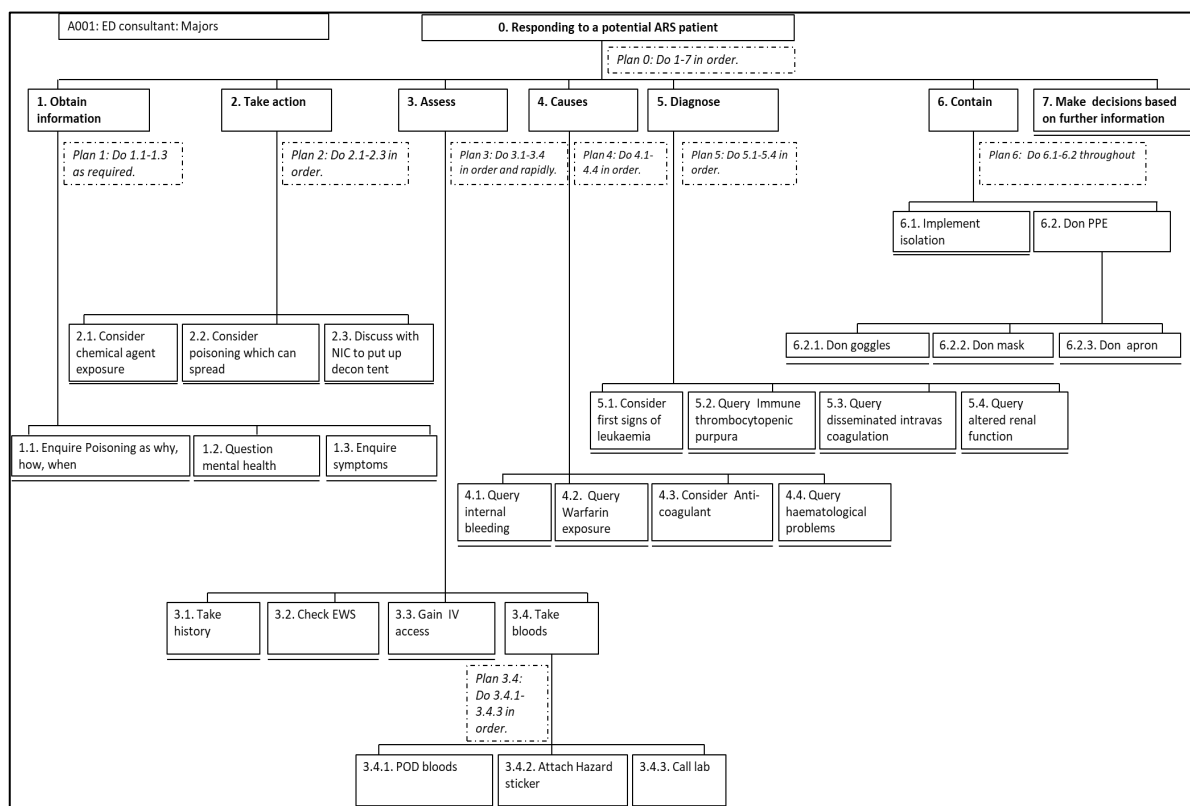 A001: ED consultant: Majors
0. Responding to a potential ARS patient
Plan 0: Do 1-7 in order.
1. Obtain
information
2. Take action
3. Assess
4. Causes
5. Diagnose
6. Contain
7. Make decisions based
on further information
Plan 1: Do 1.1-1.3
as required.
Plan 2: Do 2.1-2.3 in
order.
Plan 3: Do 3.1-3.4
in order and rapidly.
Plan 4: Do 4.1-
4.4 in order.
Plan 5: Do 5.1-5.4 in
order.
Plan 6: Do 6.1-6.2 throughout
6.1. Implement
isolation
6.2. Don PPE
2.1. Consider
chemical agent
exposure
2.2. Consider
poisoning which can
spread
2.3. Discuss with
NIC to put up
decon tent
6.2.1. Don goggles
6.2.2. Don mask
6.2.3. Don apron
5.1. Consider
first signs of
leukaemia
5.2. Query Immune
thrombocytopenic
purpura
5.3. Query
disseminated intravas
coagulation
5.4. Query
altered renal
function
1.1. Enquire Poisoning as why,
how, when
1.2. Question
mental health
1.3. Enquire
symptoms
4.1. Query
internal
bleeding
4.2. Query
Warfarin
exposure
4.3. Consider Anti-
coagulant
4.4. Query
haematological
problems
3.1. Take
history
3.2. Check EWS
3.3. Gain IV
access
3.4. Take
bloods
Plan 3.4:
Do 3.4.1-
3.4.3 in
order.
3.4.1. POD bloods
3.4.2. Attach Hazard
sticker
3.4.3. Call lab